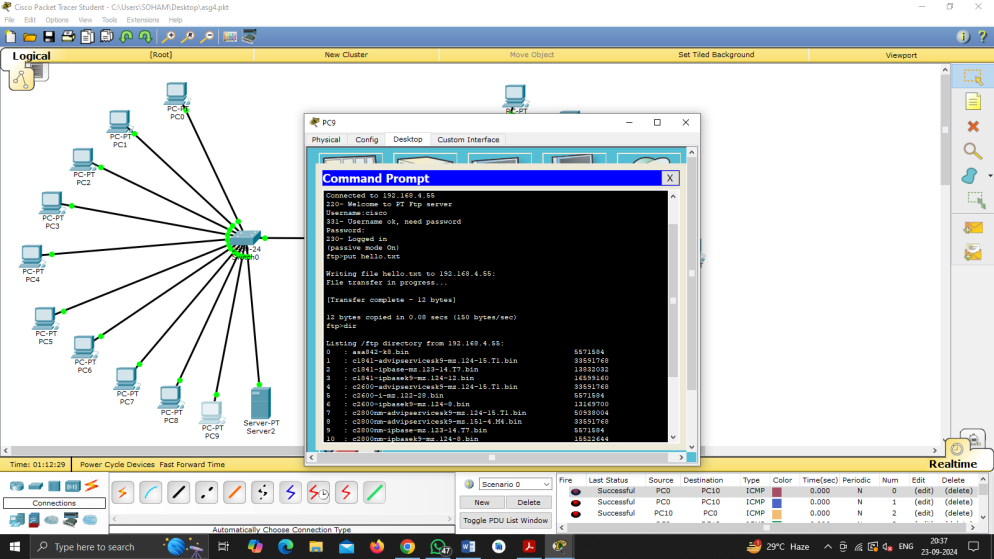 Cisco Packet Tracer Student - C:\Users\SOHAM\Desktop\asg4.pkt
File Edit Options View Tools Extensions Help
Logical [Root] New Cluster Move Object Set Tiled Background Viewport
PC-PT
PC0
PC-PT
PC1
PC-PT
PC2
PC-PT
PC3
PC-PT
PC4
PC-PT
PC5
PC-PT
PC6
PC-PT
PC7
PC-PT
PC8
PC-PT
PC9
Server-PT
Server2
-24
PC-PT
PC9
Physical Config Desktop Custom Interface
Command Prompt X
Connected to 192.168.4.55
220- Welcome to PT Ftp server
Username:cisco
331- Username ok, need password
Password:
230- Logged in
(passive mode On)
ftp>put hello.txt
Writing file hello.txt to 192.168.4.55:
File transfer in progress...
[Transfer complete - 12 bytes]
12 bytes copied in 0.08 secs (150 bytes/sec)
ftp>dir
Listing /ftp directory from 192.168.4.55:
0 : asa842-k8.bin 5571584
1 : c1841-advipservicesk9-mz.124-15.T1.bin 33591768
2 : c1841-ipbase-mz.123-14.T7.bin 13832032
3 : c1841-ipbasek9-mz.124-12.bin 16599160
4 : c2600-advipservicesk9-mz.124-15.T1.bin 33591768
5 : c2600-i-mz.122-28.bin 5571584
6 : c2600-ipbasek9-mz.124-8.bin 13169700
7 : c2800nm-advipservicesk9-mz.124-15.T1.bin 50938004
8 : c2800nm-advipservicesk9-mz.151-4.M4.bin 33591768
9 : c2800nm-ipbase-mz.123-14.T7.bin 5571584
10 : c2800nm-ipbasek9-mz.124-8.bin 15522644
Time: 01:12:29 Power Cycle Devices Fast Forward Time
Realtime
Connections
Automatically Choose Connection Type
Scenario 0
New Delete
Toggle PDU List Window
Fire Last Status Source Destination Type Color Time(sec) Periodic Num Edit Delete
Successful PC0 PC10 ICMP 0.000 N 0 (edit) (delete)
Successful PC0 PC10 ICMP 0.000 N 1 (edit) (delete)
Successful PC10 PC0 ICMP 0.000 N 2 (edit) (delete)
Type here to search
47
29°C Haze
ENG
20:37
23-09-2024